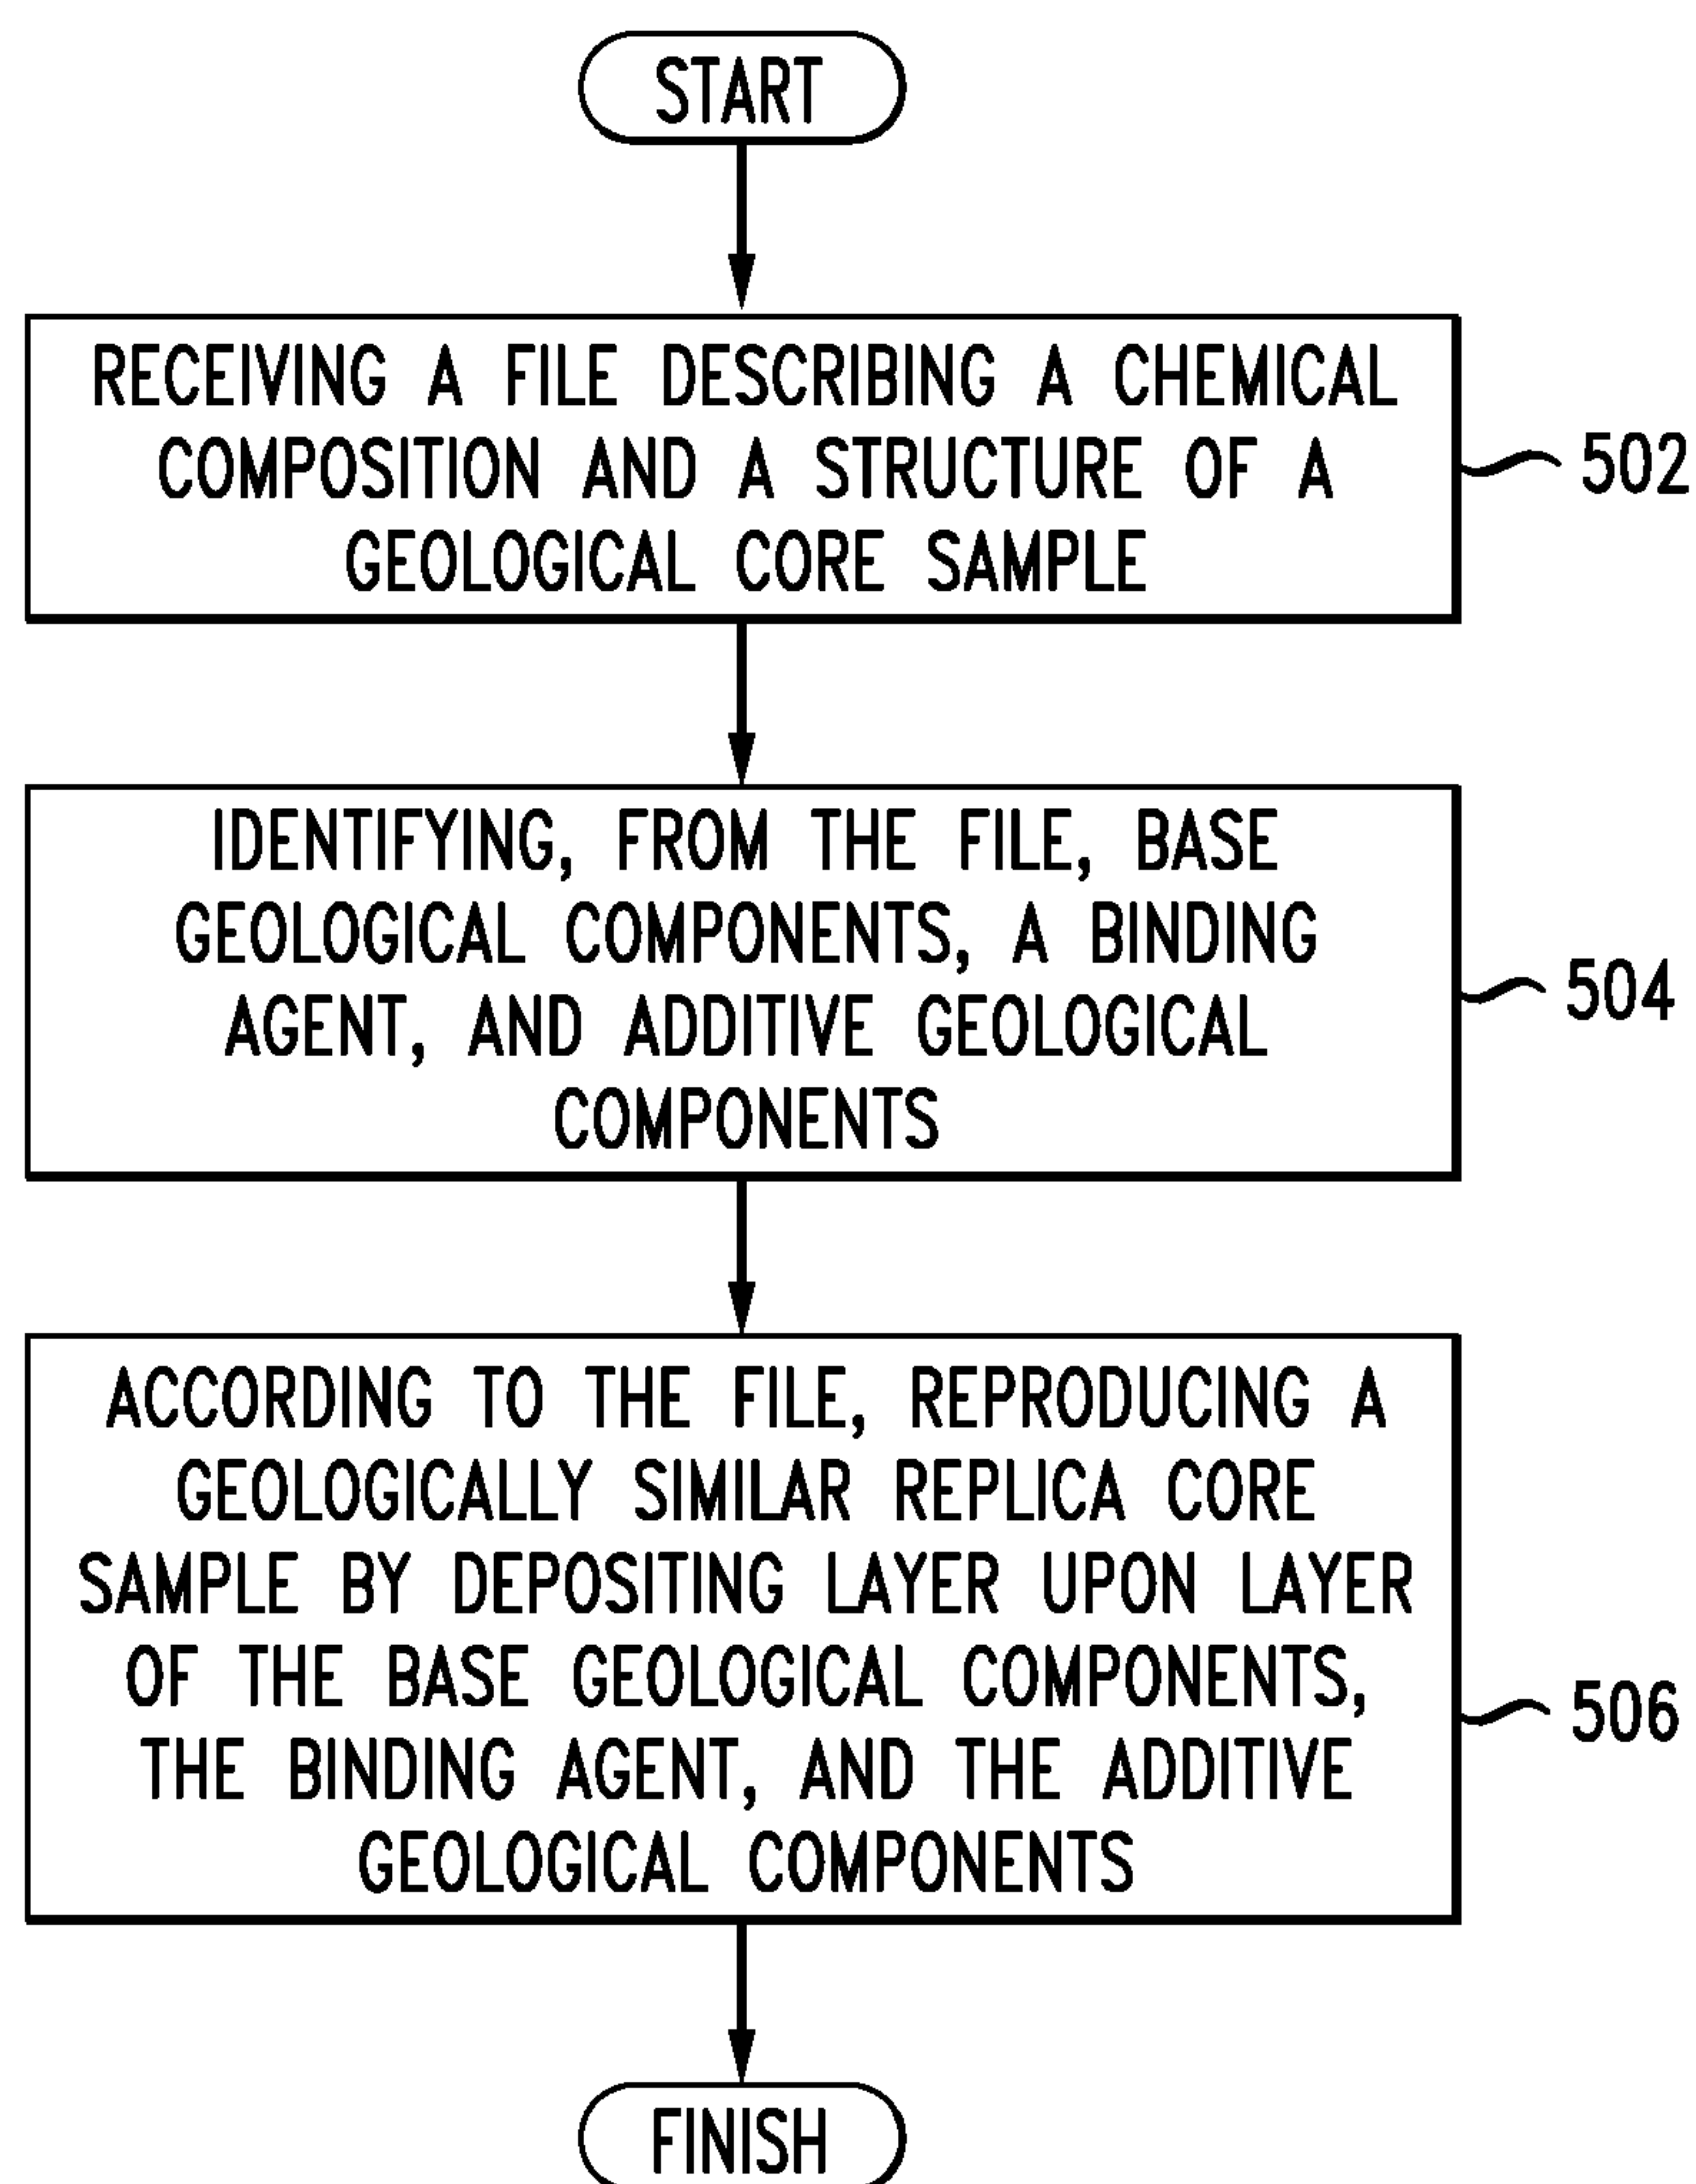 START
RECEIVING A FILE DESCRIBING A CHEMICAL
COMPOSITION AND A STRUCTURE OF A
GEOLOGICAL CORE SAMPLE
502
IDENTIFYING, FROM THE FILE, BASE
GEOLOGICAL COMPONENTS, A BINDING
AGENT, AND ADDITIVE GEOLOGICAL
COMPONENTS
504
ACCORDING TO THE FILE, REPRODUCING A
GEOLOGICALLY SIMILAR REPLICA CORE
SAMPLE BY DEPOSITING LAYER UPON LAYER
OF THE BASE GEOLOGICAL COMPONENTS,
THE BINDING AGENT, AND THE ADDITIVE
GEOLOGICAL COMPONENTS
506
FINISH